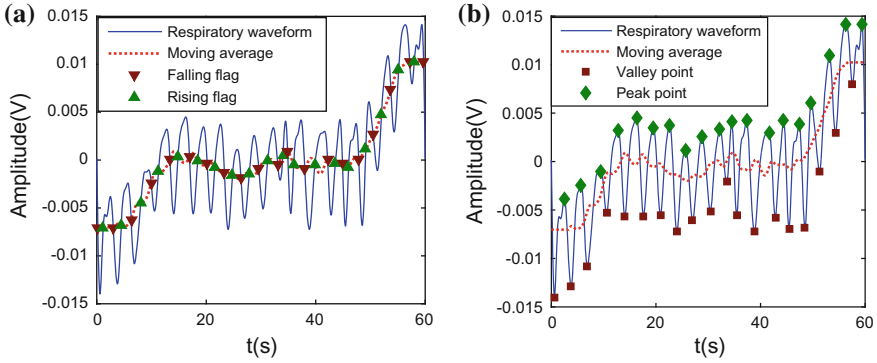 (a)
Respiratory waveform
Moving average
Falling flag
Rising flag
Amplitude(V)
0.015
0.01
0.005
0
-0.005
-0.01
-0.015
0 20 40 60
t(s)
(b)
Respiratory waveform
Moving average
Valley point
Peak point
Amplitude(V)
0.015
0.01
0.005
0
-0.005
-0.01
-0.015
0 20 40 60
t(s)